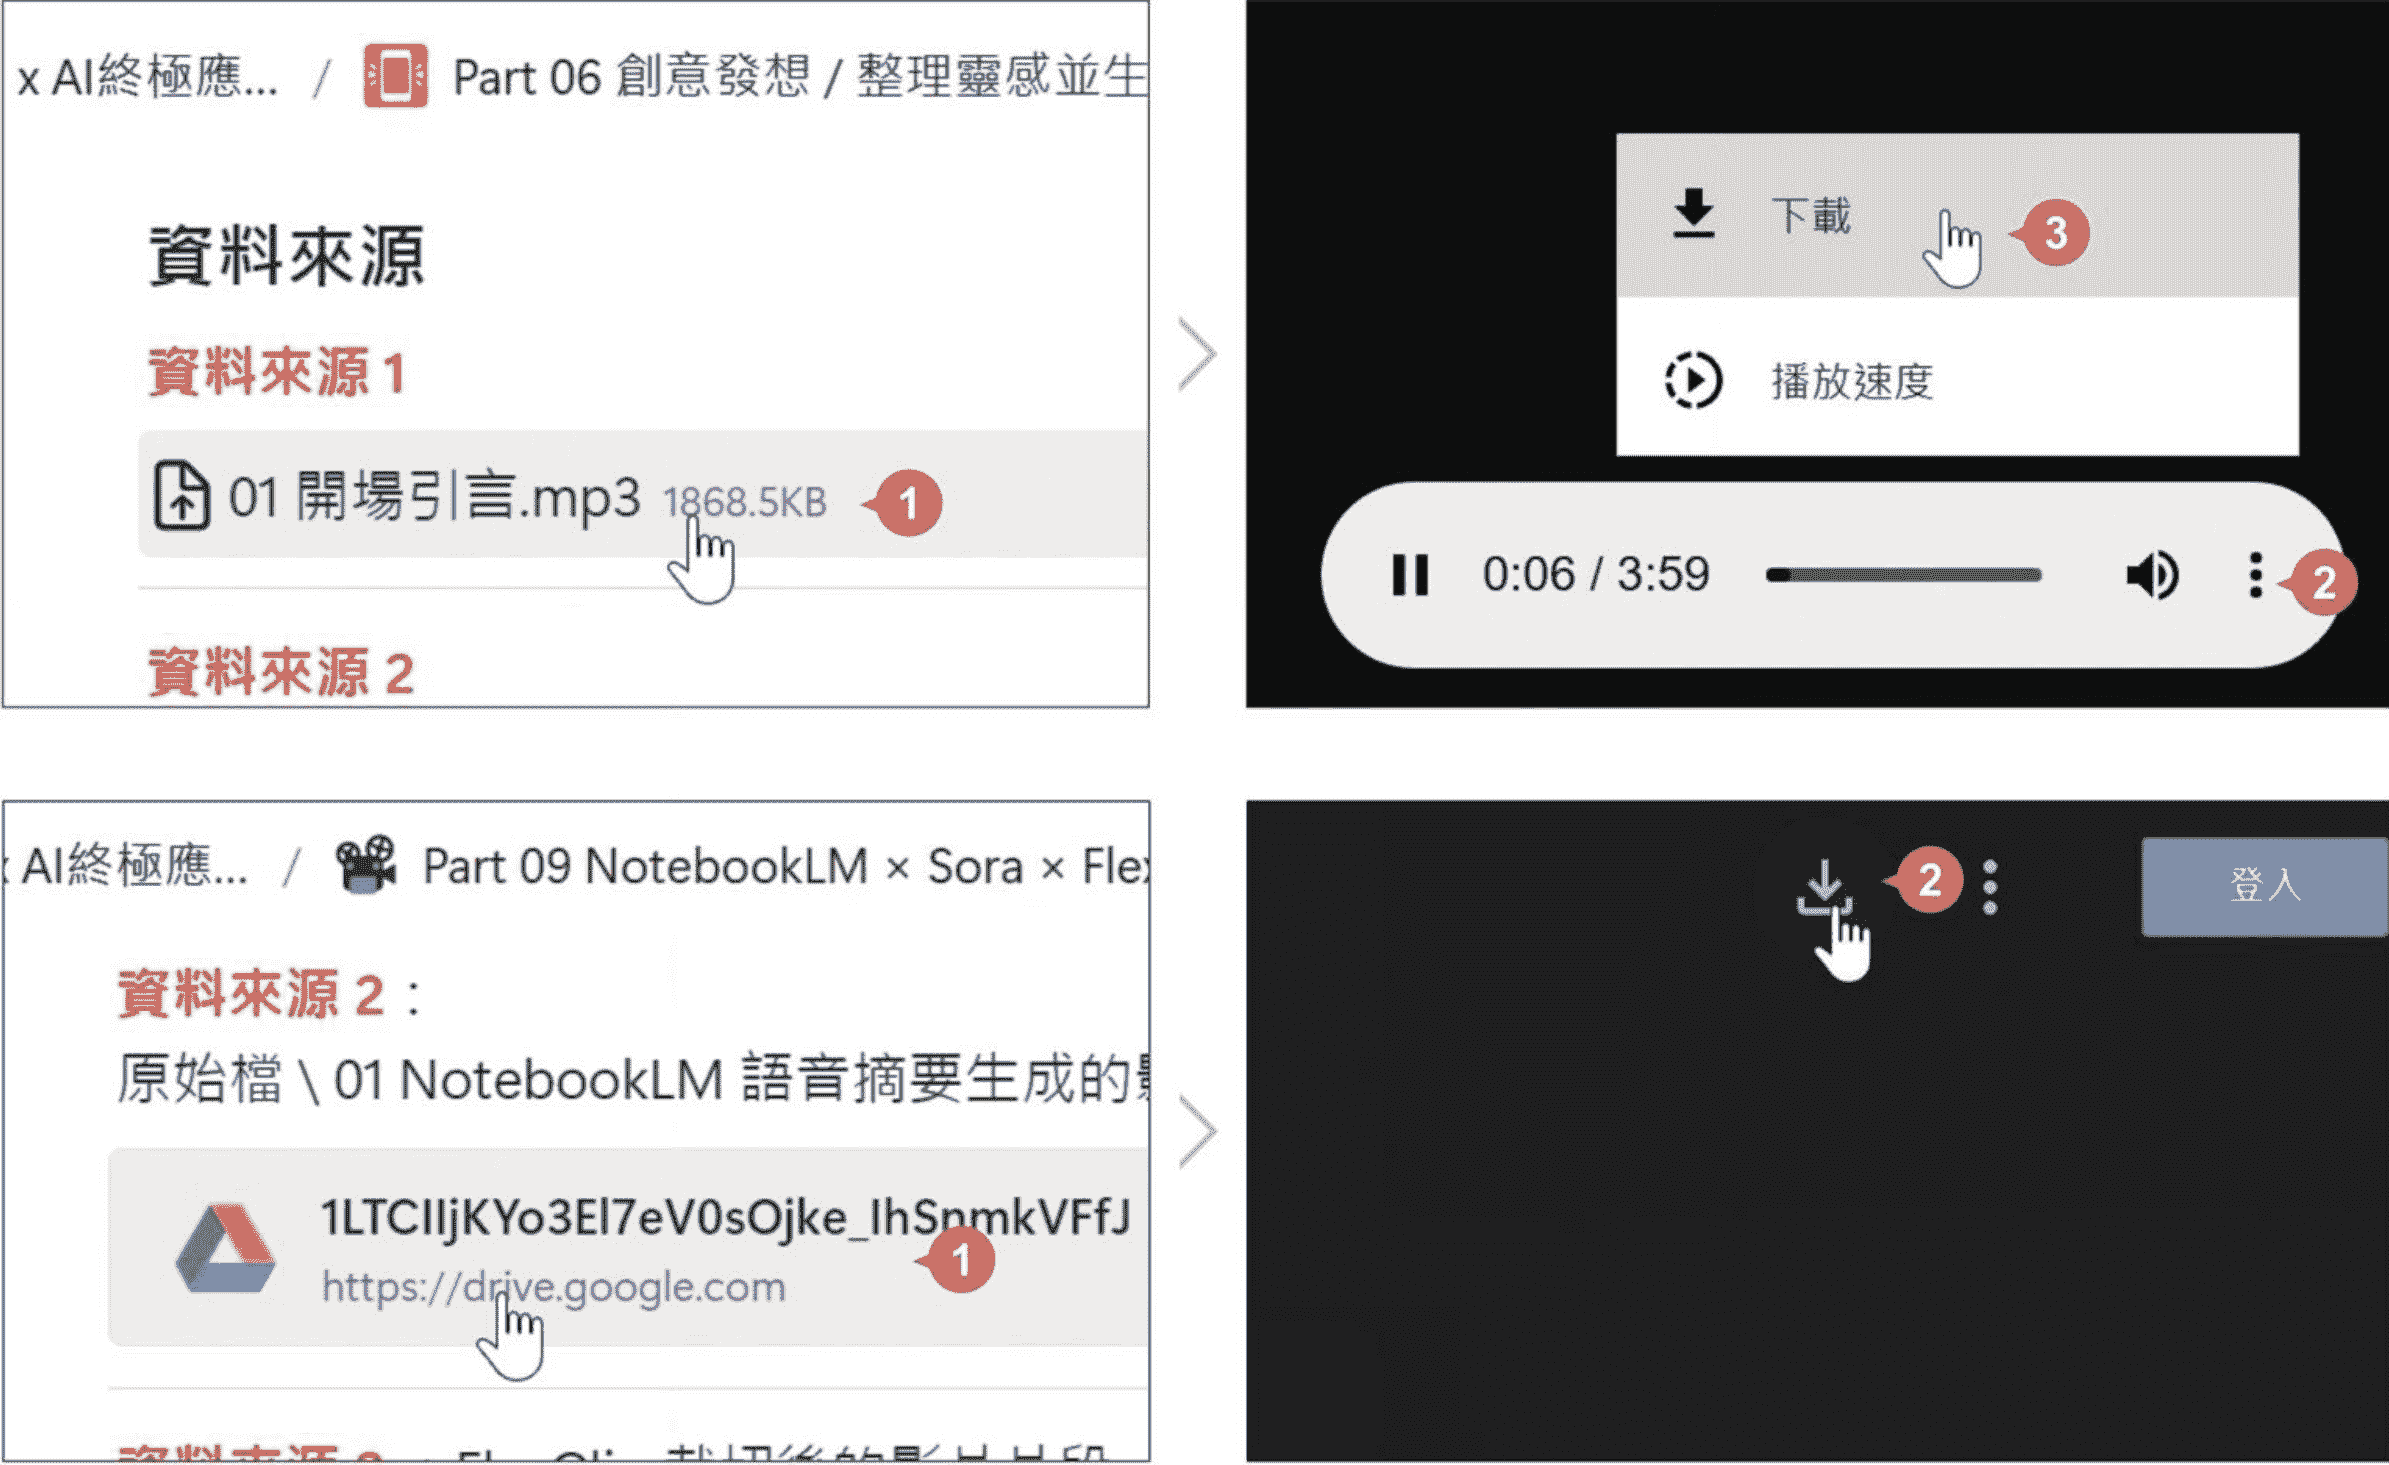 x AI終極應... / Part 06 創意發想 / 整理靈感並生
資料來源
資料來源 1
01 開場引言.mp3 1868.5KB 1
資料來源 2
下載 3
播放速度
0:06 / 3:59 2
AI終極應... / Part 09 NotebookLM × Sora × Fle
資料來源 2：
原始檔 \ 01 NotebookLM 語音摘要生成的
1LTCIIjKYo3El7eV0sOjke_IhSnmkVFfJ
1
https://drive.google.com
2 登入